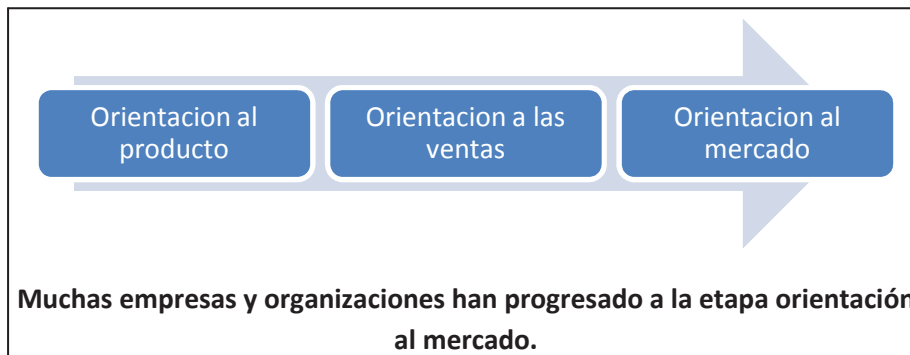 Orientacion al
producto
Orientacion a las
ventas
Orientacion al
mercado
Muchas empresas y organizaciones han progresado a la etapa orientación
al mercado.